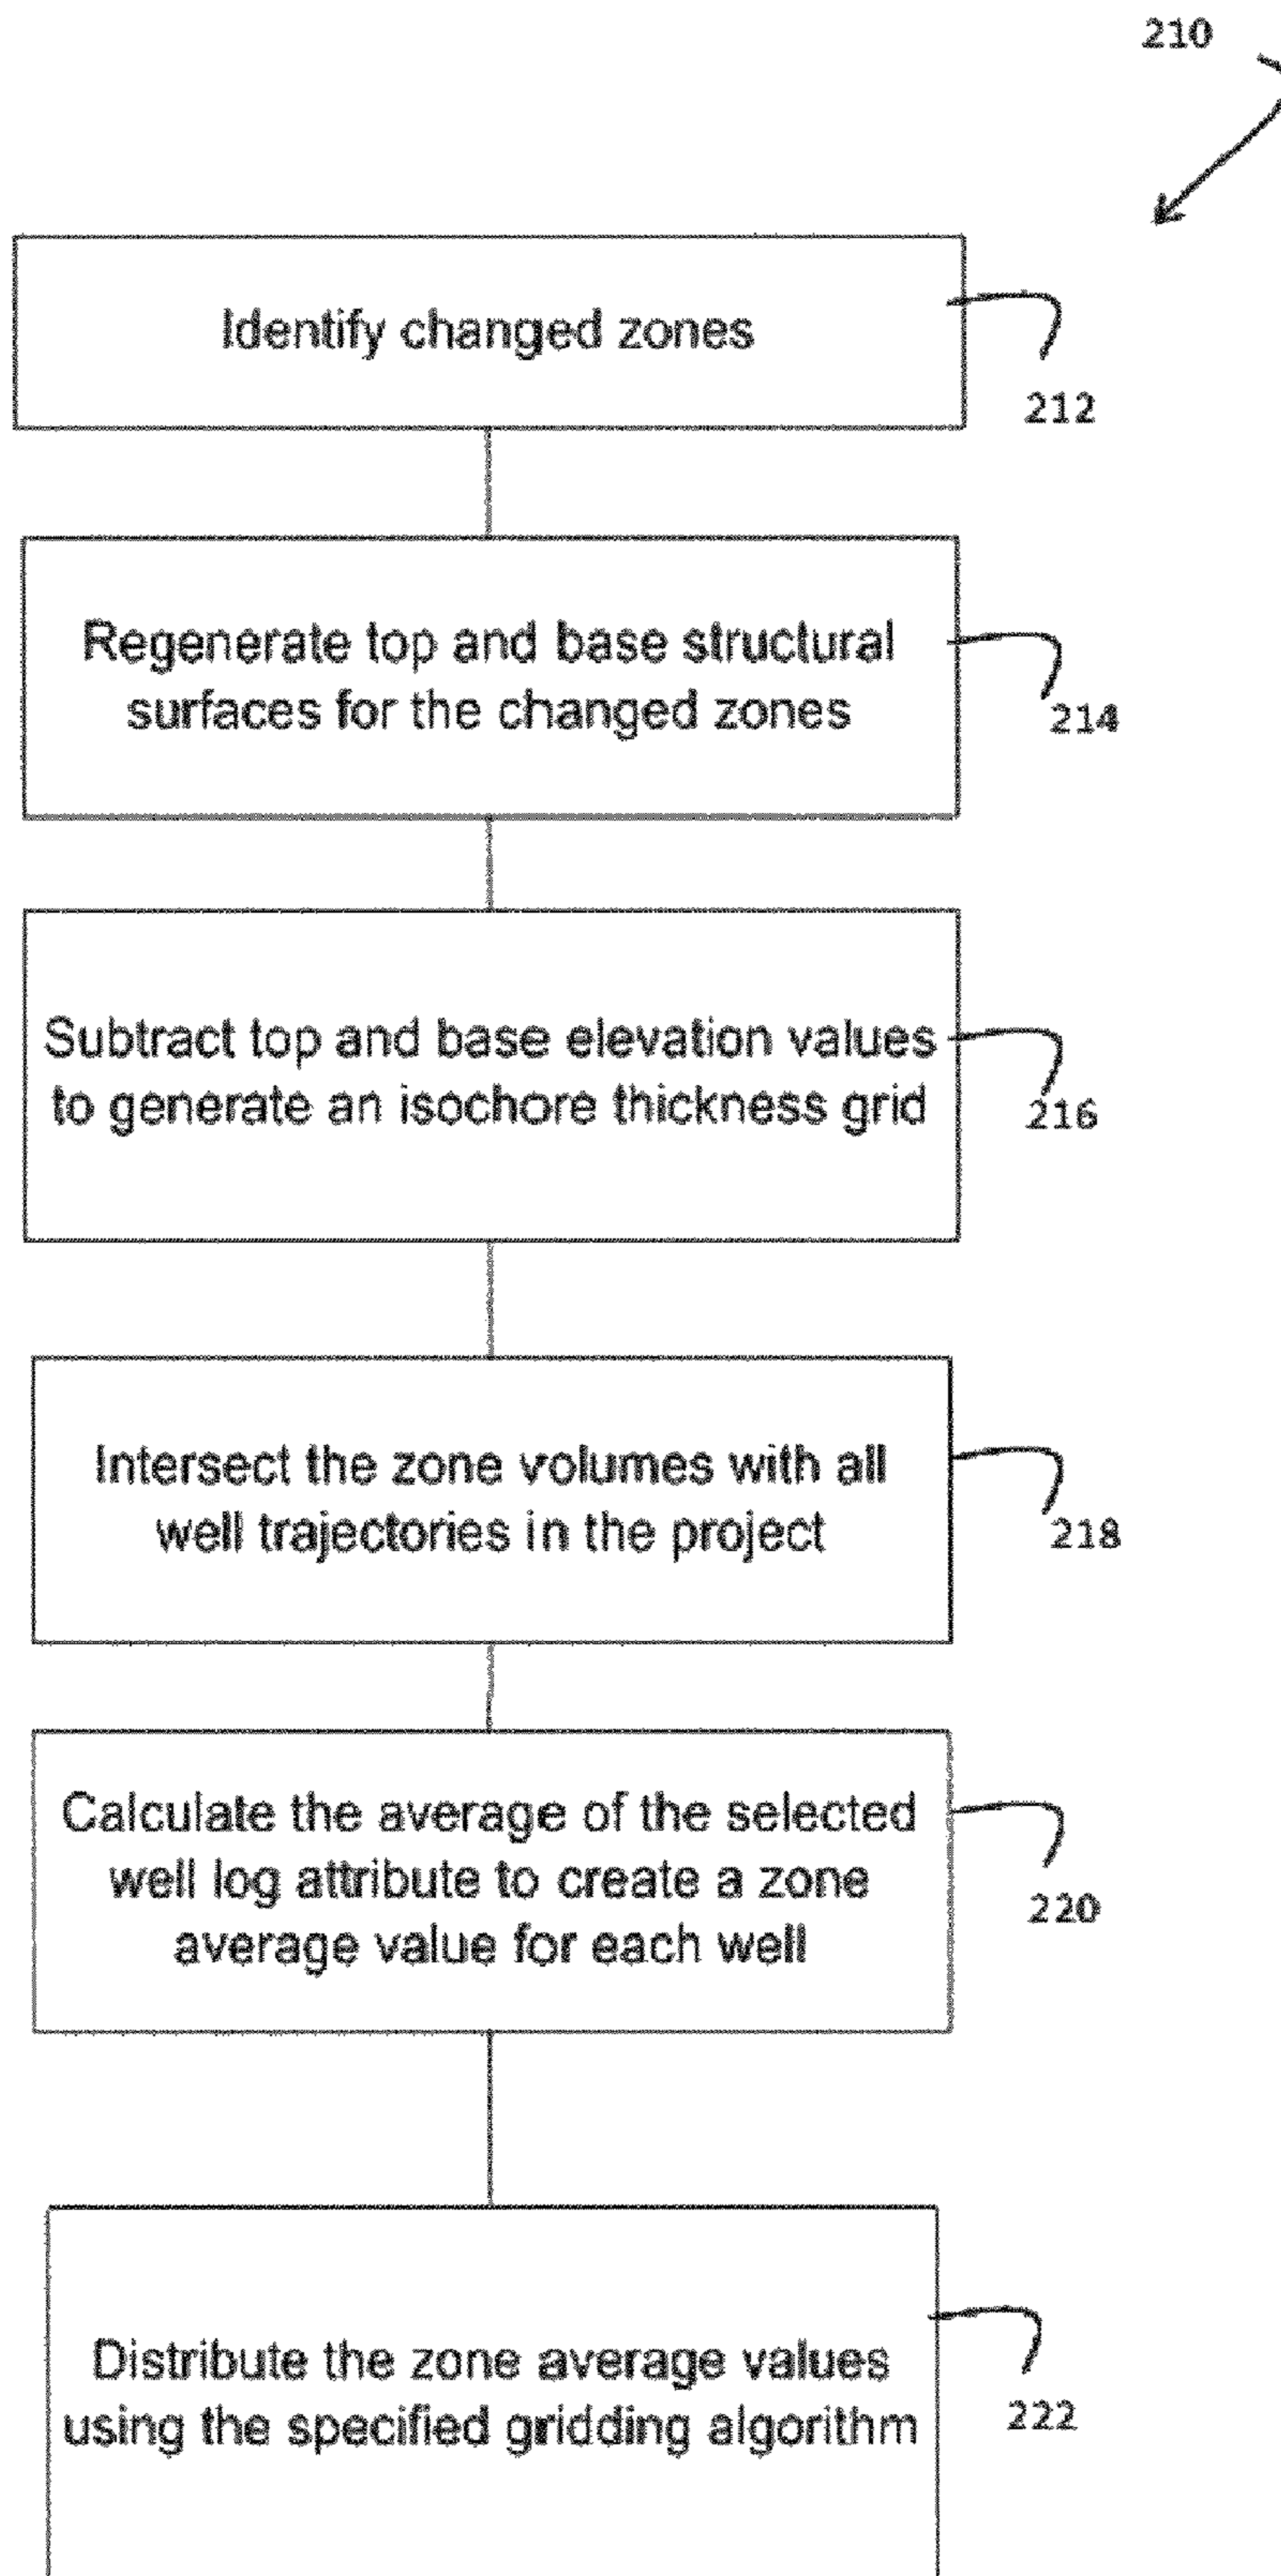 210
Identify changed zones
212
Regenerate top and base structural
surfaces for the changed zones
214
Subtract top and base elevation values
to generate an isochore thickness grid
216
Intersect the zone volumes with all
well trajectories in the project
218
Calculate the average of the selected
well log attribute to create a zone
average value for each well
220
Distribute the zone average values
using the specified gridding algorithm
222